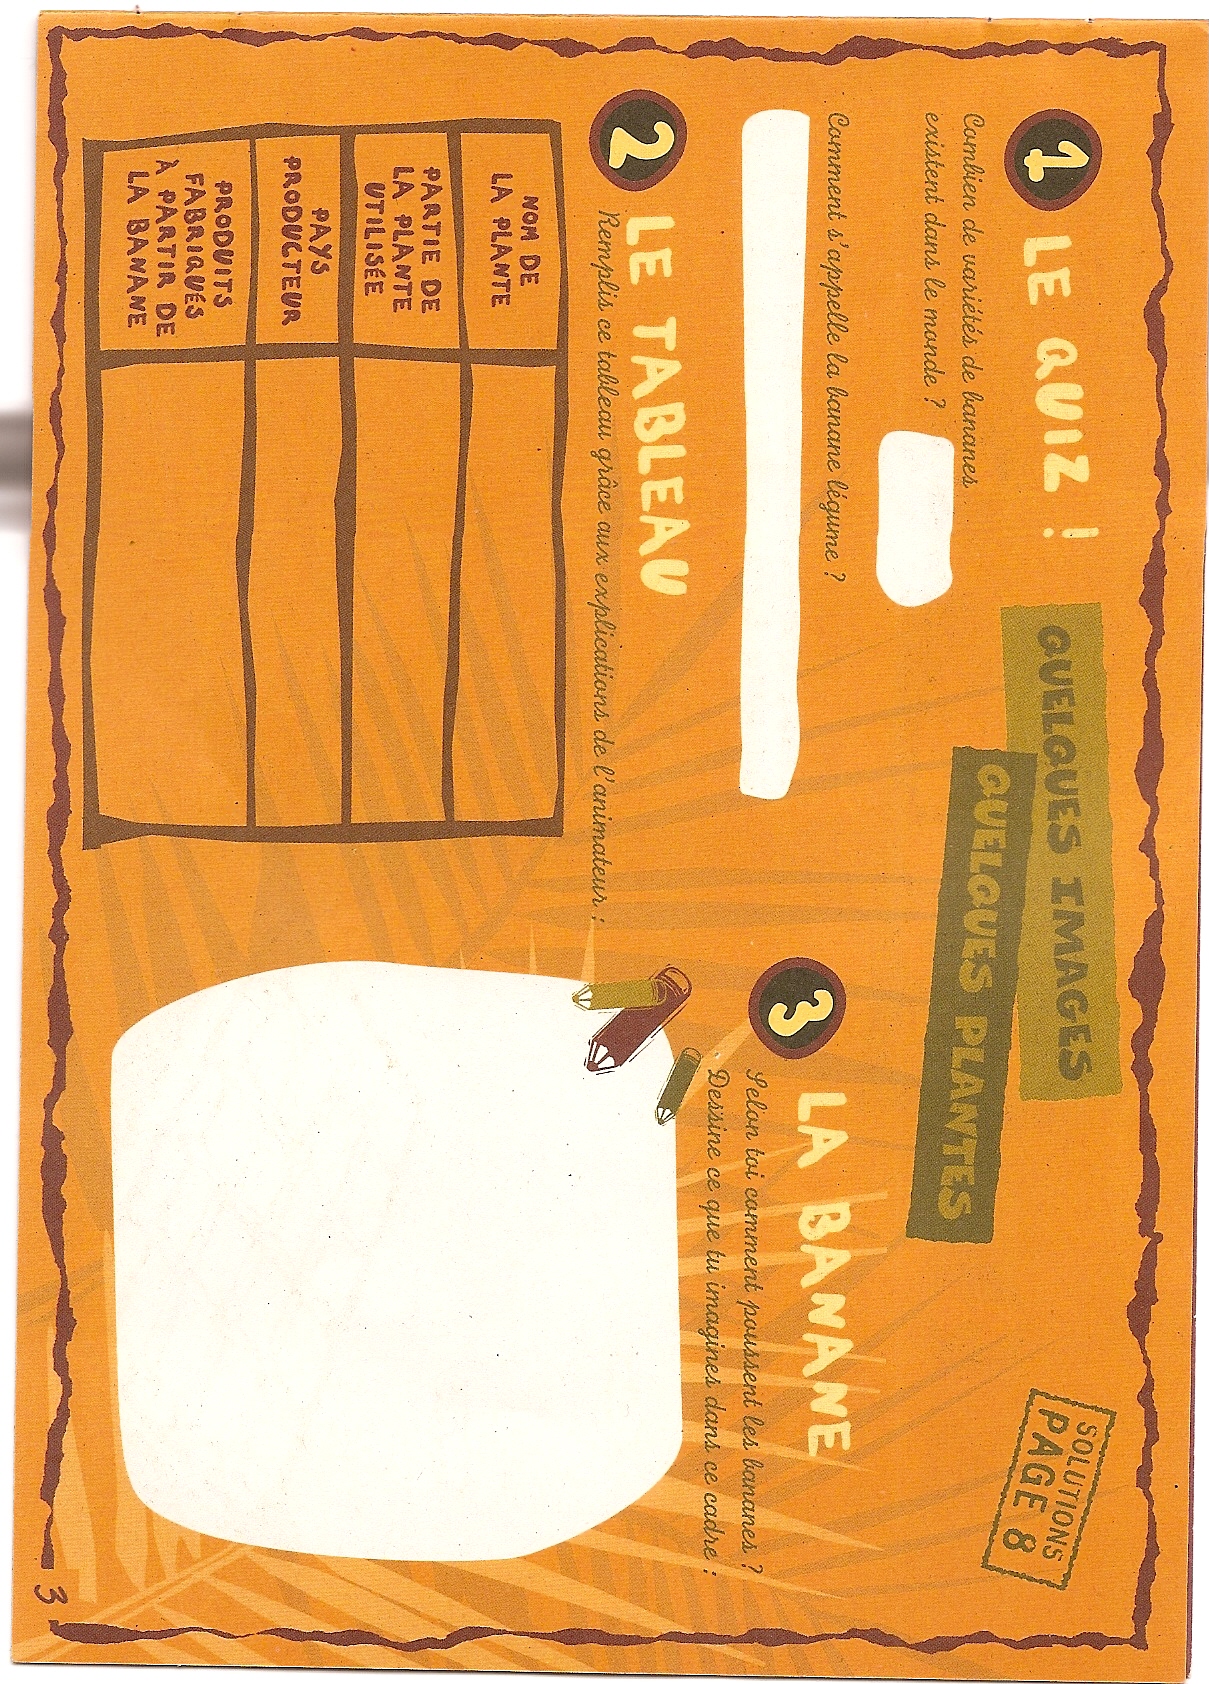 QUELQUES IMAGES
QUELQUES PLANTES
SOLUTIONS
PAGE 8
1 LE QUIZ !
Combien de variétés de bananes
existent dans le monde ?
Comment s'appelle la banane légume ?
2 LE TABLEAU
Remplis ce tableau grâce aux explications de l'animateur :
NOM DE
LA PLANTE
PARTIE DE
LA PLANTE
UTILISÉE
PAYS
PRODUCTEUR
PRODUITS
FABRIQUÉS
À PARTIR DE
LA BANANE
3 LA BANANE
Selon toi comment poussent les bananes ?
Dessine ce que tu imagines dans ce cadre :
3